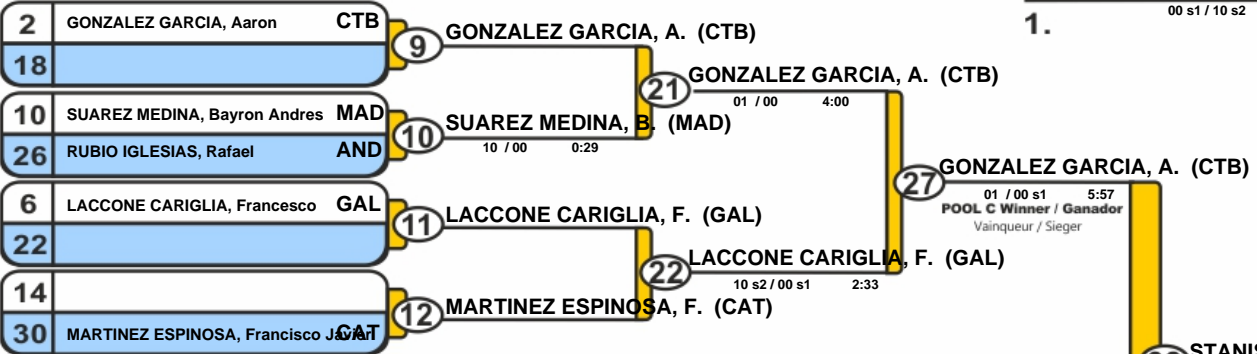 2 GONZALEZ GARCIA, Aaron CTB
18
10 SUAREZ MEDINA, Bayron Andres MAD
26 RUBIO IGLESIAS, Rafael AND
6 LACCONE CARIGLIA, Francesco GAL
22
14
30 MARTINEZ ESPINOSA, Francisco Javier CAT
9 GONZALEZ GARCIA, A. (CTB)
10 SUAREZ MEDINA, B. (MAD)
10 / 00 0:29
11 LACCONE CARIGLIA, F. (GAL)
12 MARTINEZ ESPINOSA, F. (CAT)
21 GONZALEZ GARCIA, A. (CTB)
01 / 00 4:00
22 LACCONE CARIGLIA, F. (GAL)
10 s2 / 00 s1 2:33
27 GONZALEZ GARCIA, A. (CTB)
01 / 00 s1 5:57
POOL C Winner / Ganador
Vainqueur / Sieger
00 s1 / 10 s2
1.